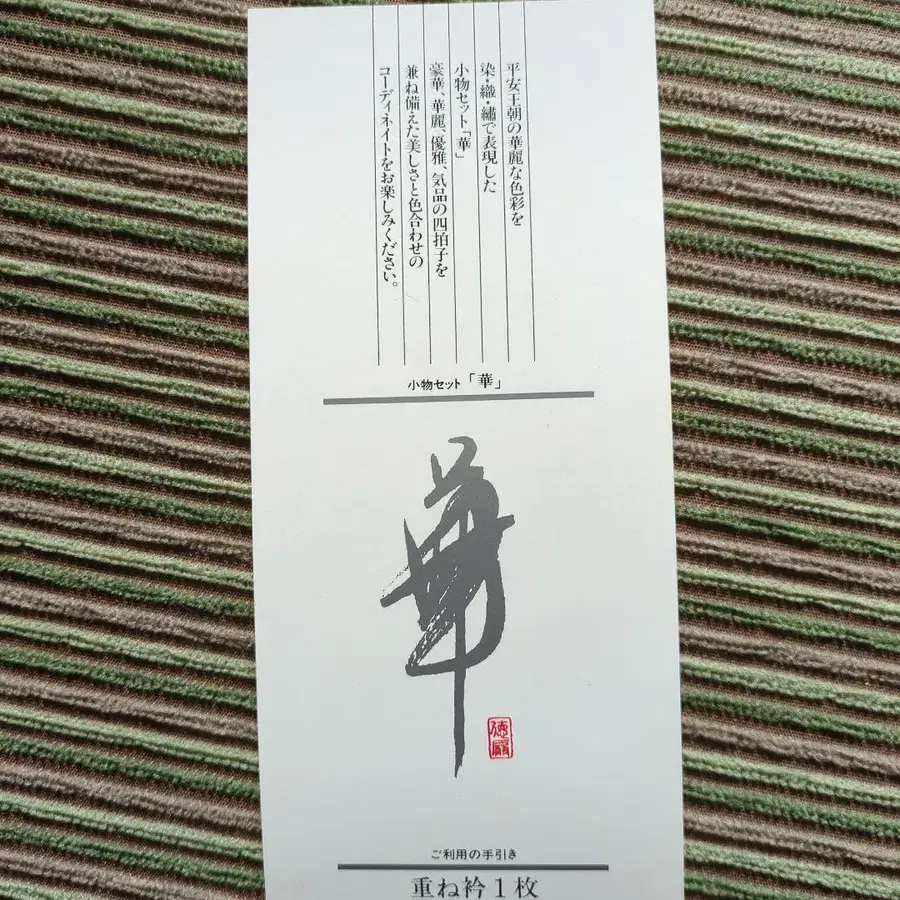 平安王朝の華麗な色彩を
染・織・繡で表現した
小物セット「華」
豪華、華麗、優雅、気品の四拍子を
兼ね備えた美しさと色合わせの
コーディネイトをお楽しみください。
小物セット「華」
華
ご利用の手引き
重ね衿1枚